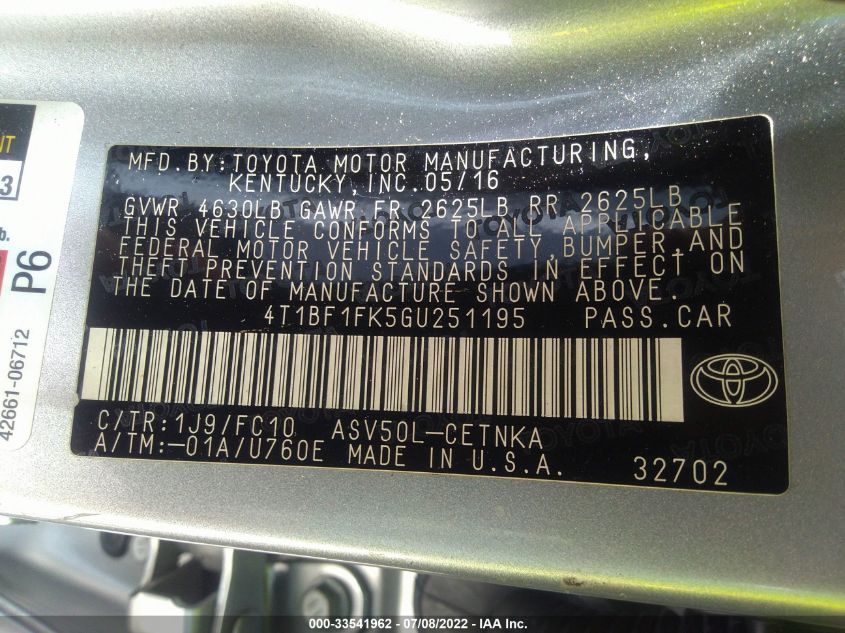 NT
3
b.
P6
42661-06712
MFD.BY:TOYOTA MOTOR MANUFACTURING,
KENTUCKY, INC.05/16
GVWR 4630LB GAWR FR 2625LB RR 2625LB
THIS VEHICLE CONFORMS TO ALL APPLICABLE
FEDERAL MOTOR VEHICLE SAFETY, BUMPER, AND
THEFT PREVENTION STANDARDS IN EFFECT ON
THE DATE OF MANUFACTURE SHOWN ABOVE.
4T1BF1FK5GU251195 PASS.CAR
C/TR:1J9/FC10 ASV50L-CETNKA
A/TM:-01A/U760E MADE IN U.S.A. 32702
000-33541962 - 07/08/2022 - IAA Inc.